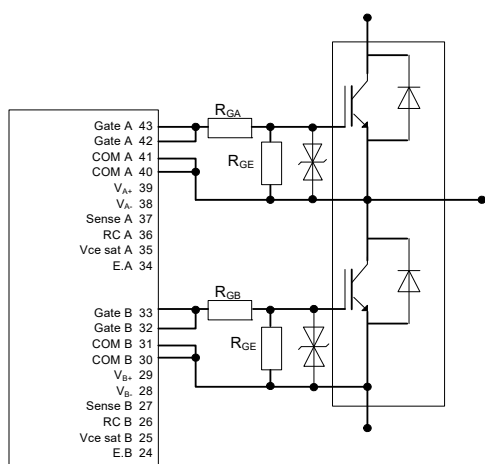 Gate A 43
Gate A 42
COM A 41
COM A 40
VA+ 39
VA- 38
Sense A 37
RC A 36
Vce sat A 35
E.A 34
RGA
RGE
Gate B 33
Gate B 32
COM B 31
COM B 30
VB+ 29
VB- 28
Sense B 27
RC B 26
Vce sat B 25
E.B 24
RGB
RGE